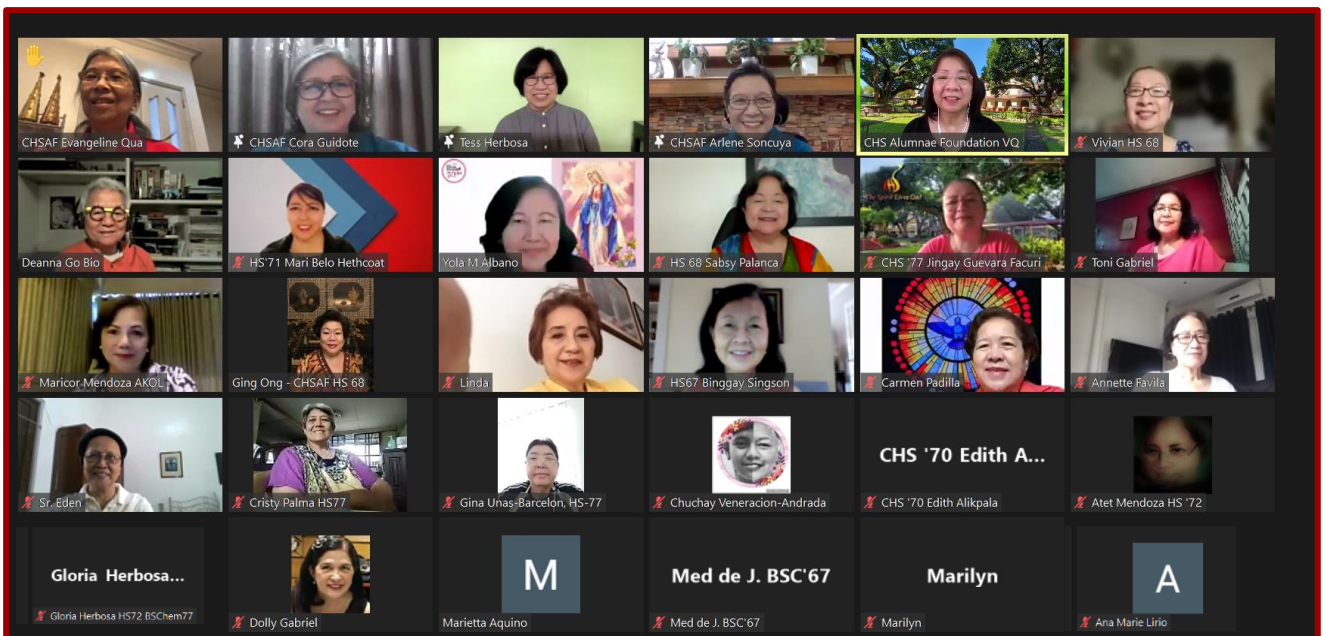 CHSAF Evangeline Qua
CHSAF Cora Guidote
Tess Herbosa
CHSAF Arlene Soncuya
CHS Alumnae Foundation VQ
Vivian HS 68
Deanna Go Bio
HS'71 Mari Belo Hethcoat
Yola M Albano
HS 68 Sabsy Palanca
The Spirit Lives On!
CHS '77 Jingay Guevara Facuri
Toni Gabriel
Maricor Mendoza AKOL
Ging Ong - CHSAF HS 68
Linda
HS67 Binggay Singson
Carmen Padilla
Annette Favila
Sr. Eden
Cristy Palma HS77
Gina Unas-Barcelon, HS-77
Chuchay Veneracion-Andrada
CHS '70 Edith A...
CHS '70 Edith Alikpala
Atet Mendoza HS '72
Gloria Herbosa...
Gloria Herbosa HS72 BSChem77
Dolly Gabriel
M
Marietta Aquino
Med de J. BSC'67
Med de J. BSC'67
Marilyn
Marilyn
A
Ana Marie Lirio